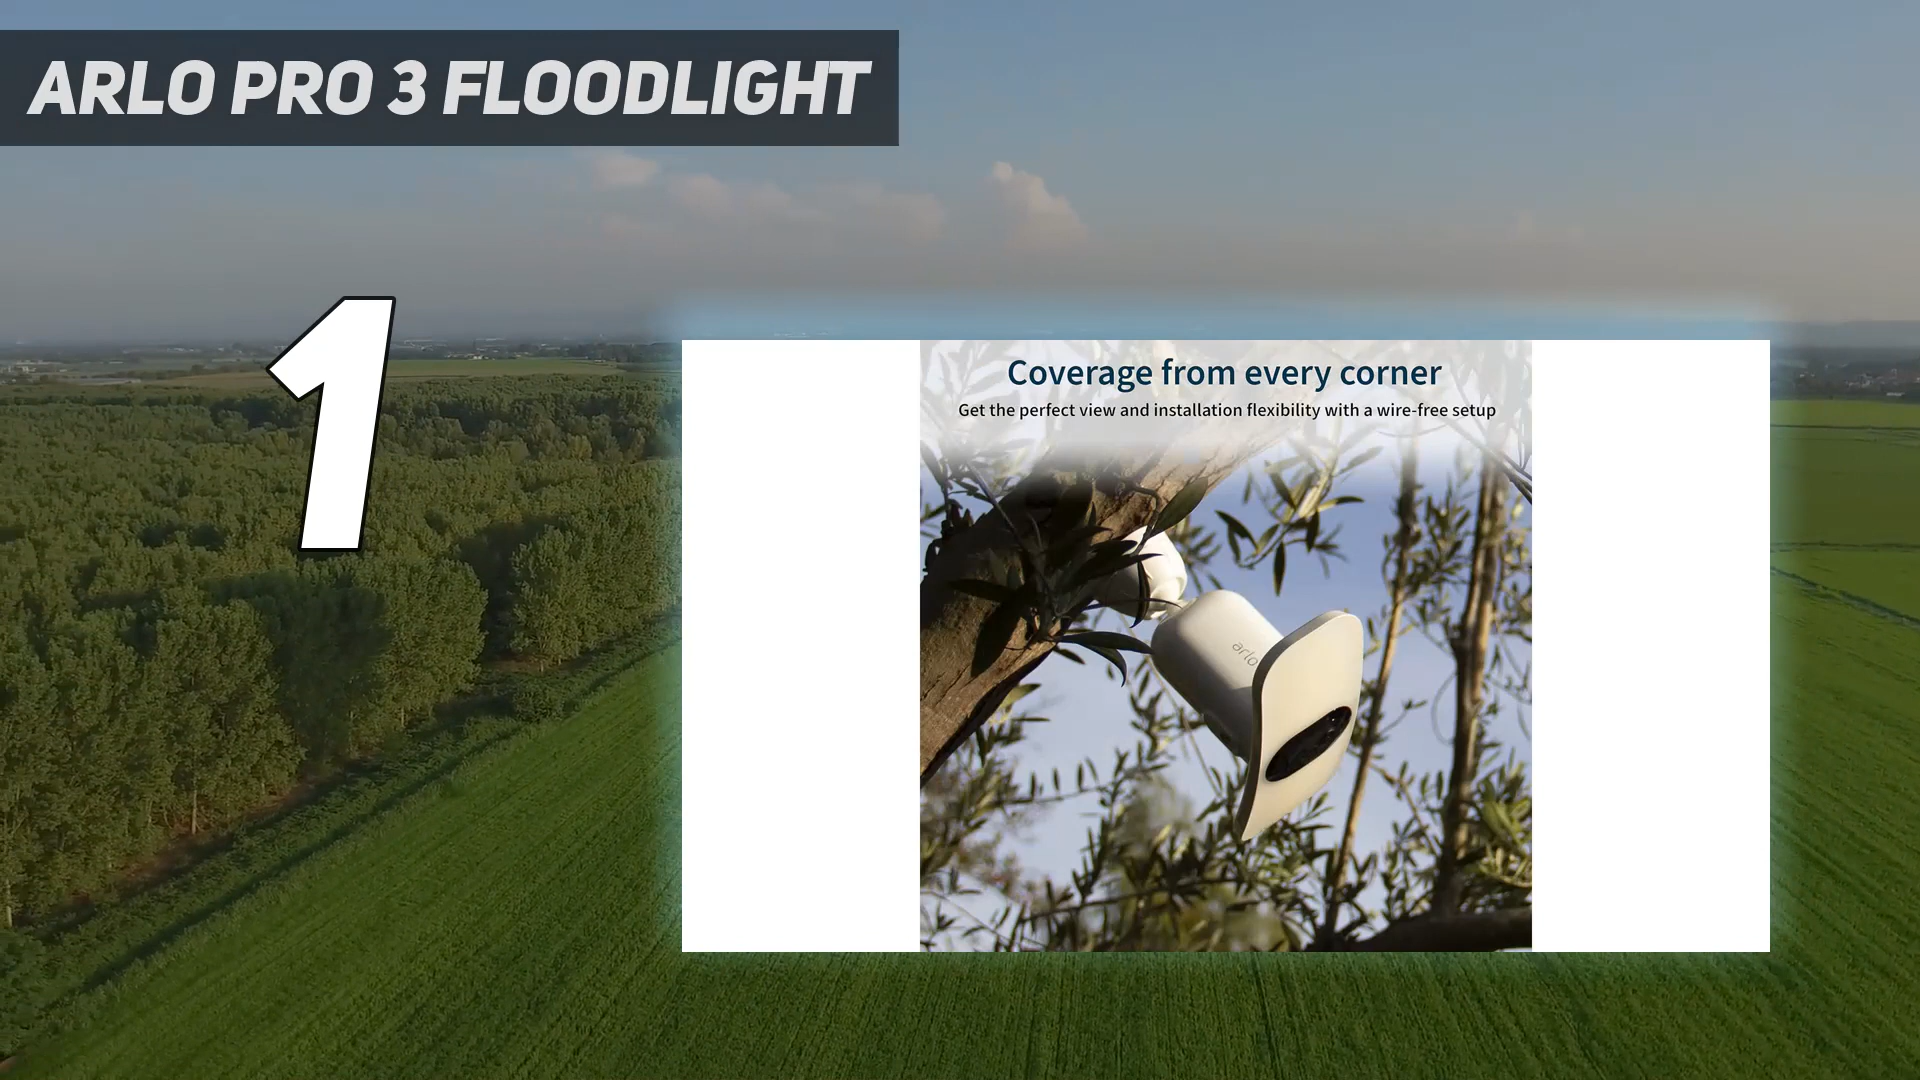 ARLO PRO 3 FLOODLIGHT
1
Coverage from every corner
Get the perfect view and installation flexibility with a wire-free setup
arlo